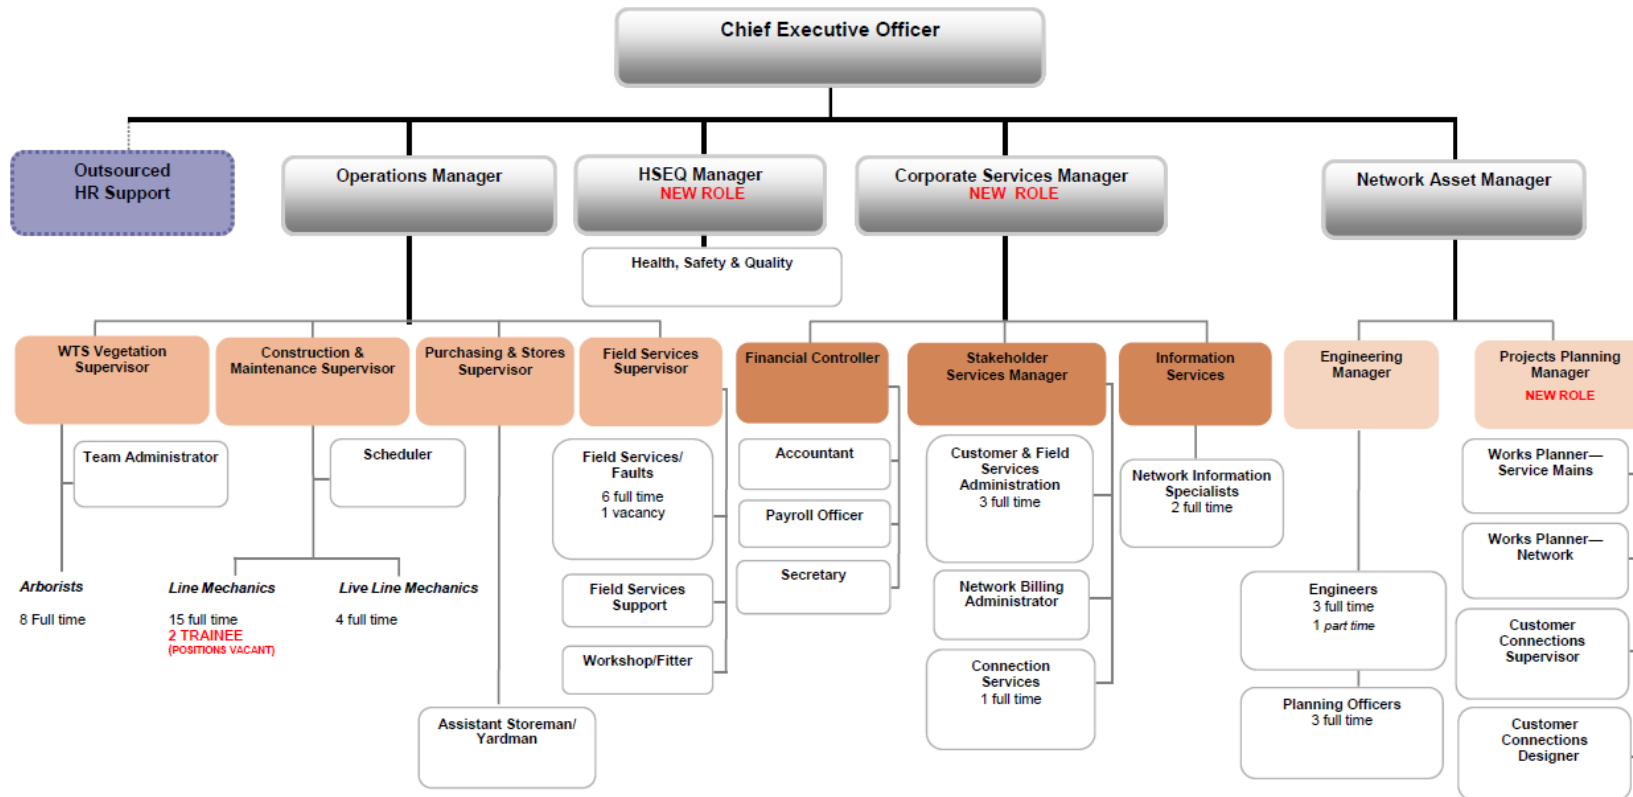 Chief Executive Officer
Outsourced
HR Support
Operations Manager
HSEQ Manager
NEW ROLE
Corporate Services Manager
NEW ROLE
Network Asset Manager
Health, Safety & Quality
WTS Vegetation
Supervisor
Construction &
Maintenance Supervisor
Purchasing & Stores
Supervisor
Field Services
Supervisor
Financial Controller
Stakeholder
Services Manager
Information
Services
Engineering
Manager
Projects Planning
Manager
NEW ROLE
Team Administrator
Arborists
8 Full time
Scheduler
Line Mechanics
15 full time
2 TRAINEE
(POSITIONS VACANT)
Live Line Mechanics
4 full time
Assistant Storeman/
Yardman
Field Services/
Faults
6 full time
1 vacancy
Field Services
Support
Workshop/Fitter
Accountant
Payroll Officer
Secretary
Customer & Field
Services
Administration
3 full time
Network Billing
Administrator
Connection
Services
1 full time
Network Information
Specialists
2 full time
Engineers
3 full time
1 part time
Planning Officers
3 full time
Works Planner—
Service Mains
Works Planner—
Network
Customer
Connections
Supervisor
Customer
Connections
Designer